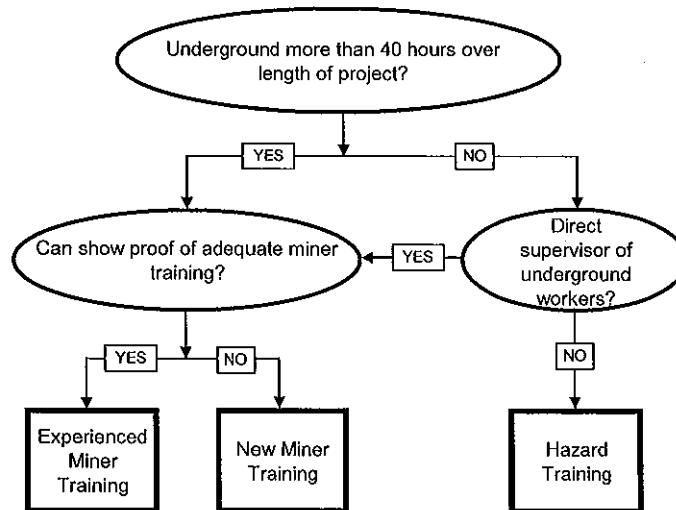 Underground more than 40 hours over
length of project?
YES
NO
Can show proof of adequate miner
training?
YES
Direct
supervisor of
underground
workers?
YES
NO
NO
Experienced
Miner
Training
New Miner
Training
Hazard
Training